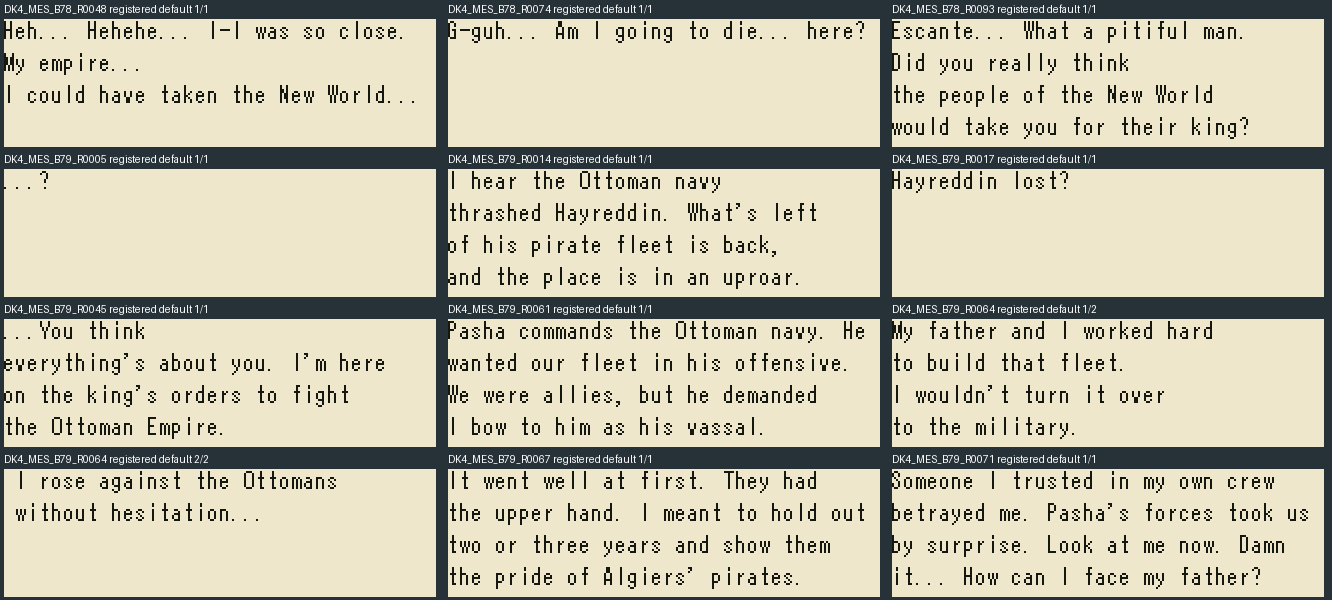 DK4_MES_B78_R0048 registered default 1/1
Heh... Hehehe... I-I was so close.
My empire...
I could have taken the New World...
DK4_MES_B78_R0074 registered default 1/1
G-guh... Am I going to die... here?
DK4_MES_B78_R0093 registered default 1/1
Escante... What a pitiful man.
Did you really think
the people of the New World
would take you for their king?
DK4_MES_B79_R0005 registered default 1/1
...?
DK4_MES_B79_R0014 registered default 1/1
I hear the Ottoman navy
thrashed Hayreddin. What's left
of his pirate fleet is back,
and the place is in an uproar.
DK4_MES_B79_R0017 registered default 1/1
Hayreddin lost?
DK4_MES_B79_R0045 registered default 1/1
...You think
everything's about you. I'm here
on the king's orders to fight
the Ottoman Empire.
DK4_MES_B79_R0061 registered default 1/1
Pasha commands the Ottoman navy. He
wanted our fleet in his offensive.
We were allies, but he demanded
I bow to him as his vassal.
DK4_MES_B79_R0064 registered default 1/2
My father and I worked hard
to build that fleet.
I wouldn't turn it over
to the military.
DK4_MES_B79_R0064 registered default 2/2
I rose against the Ottomans
without hesitation...
DK4_MES_B79_R0067 registered default 1/1
It went well at first. They had
the upper hand. I meant to hold out
two or three years and show them
the pride of Algiers' pirates.
DK4_MES_B79_R0071 registered default 1/1
Someone I trusted in my own crew
betrayed me. Pasha's forces took us
by surprise. Look at me now. Damn
it... How can I face my father?